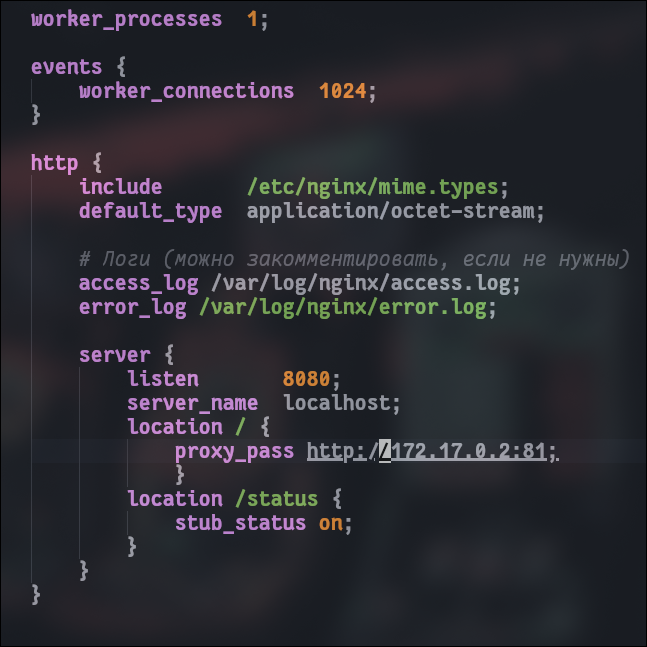 worker_processes  1;
events {
    worker_connections  1024;
}
http {
    include       /etc/nginx/mime.types;
    default_type  application/octet-stream;
    # Логи (можно закомментировать, если не нужны)
    access_log /var/log/nginx/access.log;
    error_log /var/log/nginx/error.log;
    server {
        listen       8080;
        server_name  localhost;
        location / {
            proxy_pass http://172.17.0.2:81;
            }
        location /status {
            stub_status on;
        }
    }
}